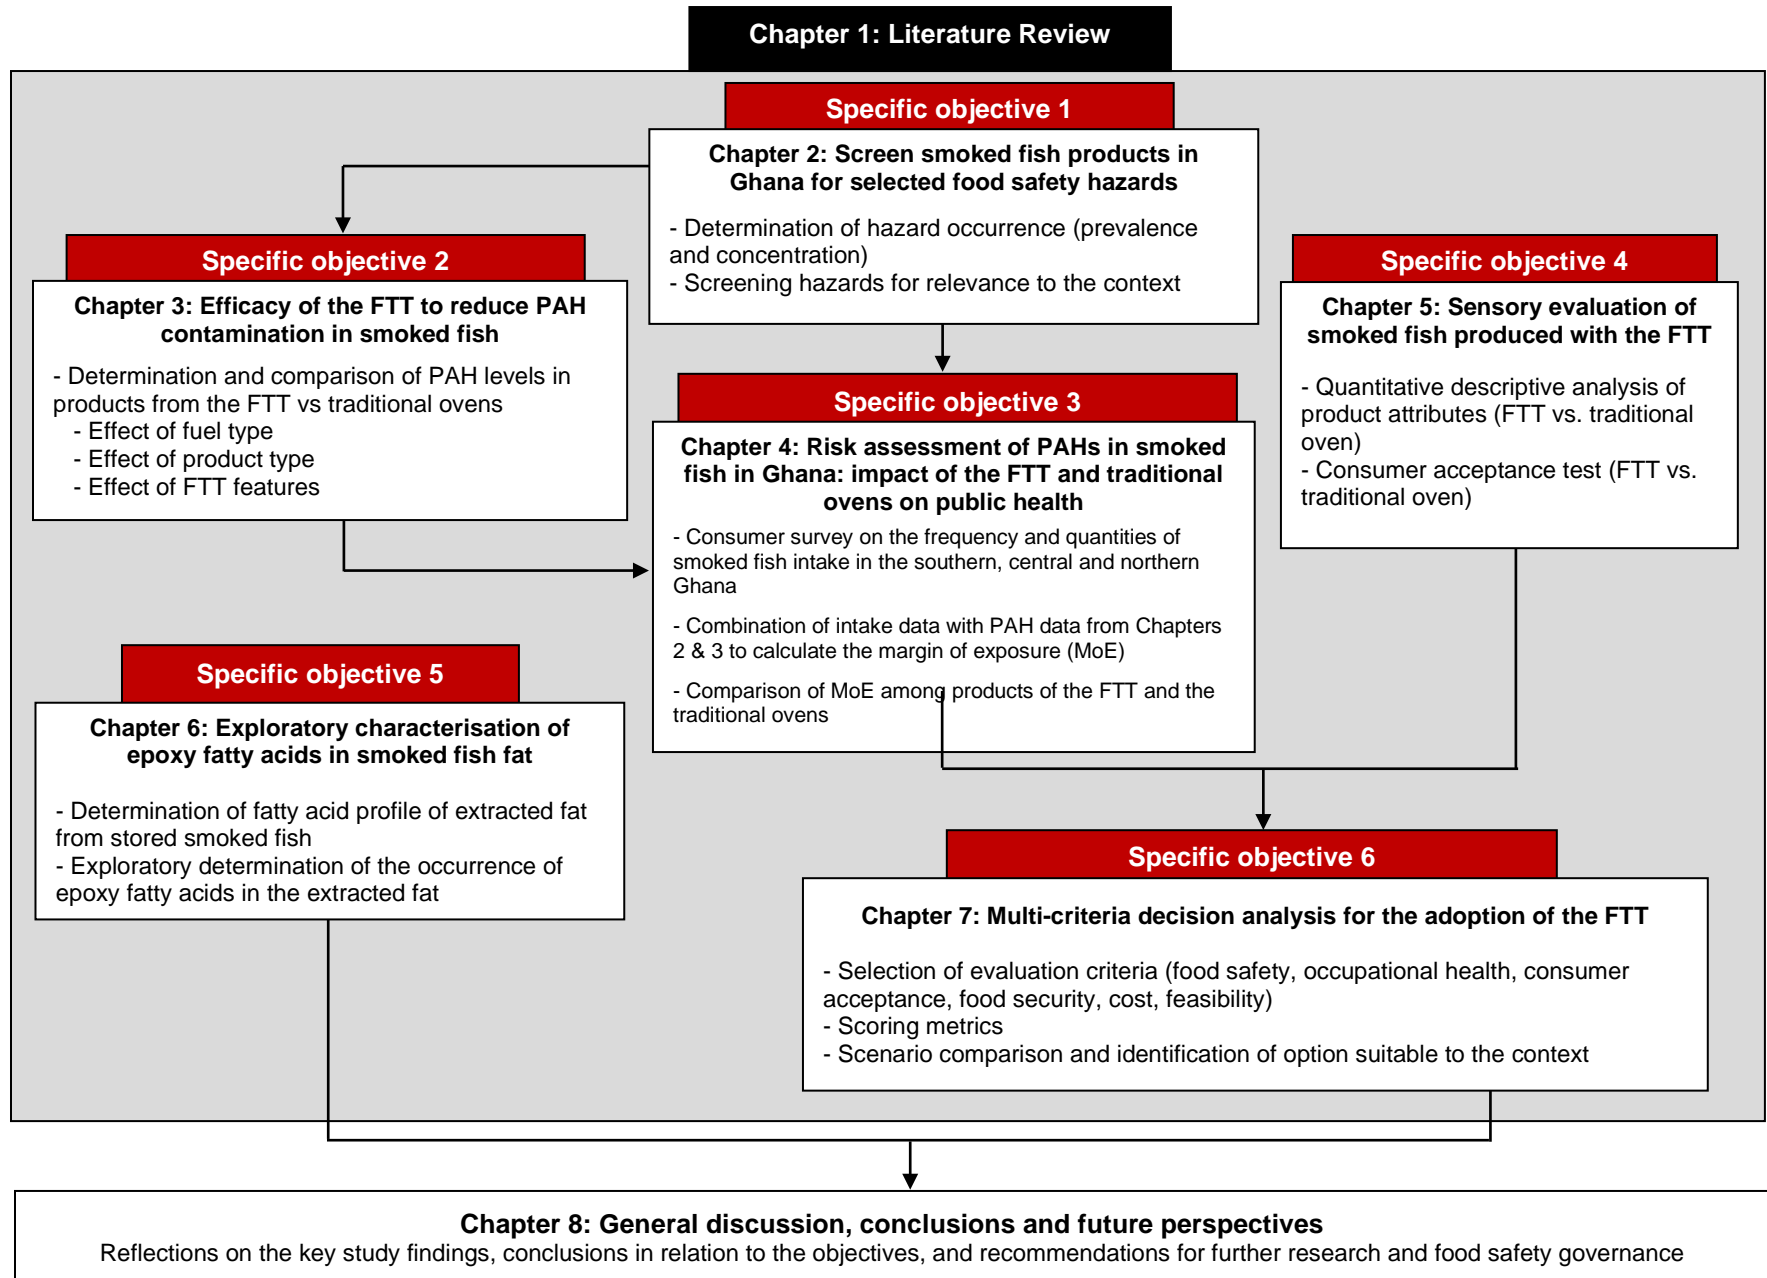 Chapter 1: Literature Review
Specific objective 1
Chapter 2: Screen smoked fish products in
Ghana for selected food safety hazards
- Determination of hazard occurrence (prevalence
and concentration)
- Screening hazards for relevance to the context
Specific objective 2
Chapter 3: Efficacy of the FTT to reduce PAH
contamination in smoked fish
- Determination and comparison of PAH levels in
products from the FTT vs traditional ovens
- Effect of fuel type
- Effect of product type
- Effect of FTT features
Specific objective 3
Chapter 4: Risk assessment of PAHs in smoked
fish in Ghana: impact of the FTT and traditional
ovens on public health
- Consumer survey on the frequency and quantities of
smoked fish intake in the southern, central and northern
Ghana
- Combination of intake data with PAH data from Chapters
2 & 3 to calculate the margin of exposure (MoE)
- Comparison of MoE among products of the FTT and the
traditional ovens
Specific objective 4
Chapter 5: Sensory evaluation of
smoked fish produced with the FTT
- Quantitative descriptive analysis of
product attributes (FTT vs. traditional
oven)
- Consumer acceptance test (FTT vs.
traditional oven)
Specific objective 5
Chapter 6: Exploratory characterisation of
epoxy fatty acids in smoked fish fat
- Determination of fatty acid profile of extracted fat
from stored smoked fish
- Exploratory determination of the occurrence of
epoxy fatty acids in the extracted fat
Specific objective 6
Chapter 7: Multi-criteria decision analysis for the adoption of the FTT
- Selection of evaluation criteria (food safety, occupational health, consumer
acceptance, food security, cost, feasibility)
- Scoring metrics
- Scenario comparison and identification of option suitable to the context
Chapter 8: General discussion, conclusions and future perspectives
Reflections on the key study findings, conclusions in relation to the objectives, and recommendations for further research and food safety governance